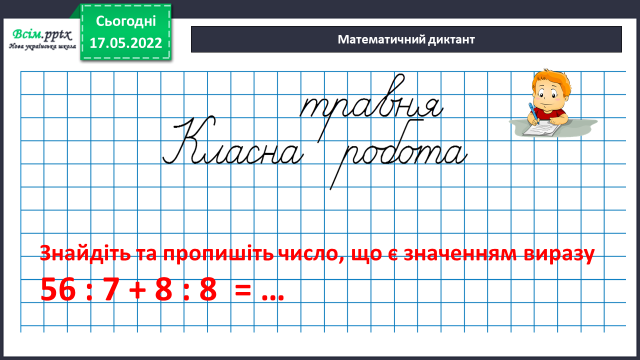 Всім.pptx
Нова українська школа
Сьогодні
17.05.2022
Математичний диктант
травня
Класна робота
Знайдіть та пропишіть число, що є значенням виразу
56 : 7 + 8 : 8 = ...